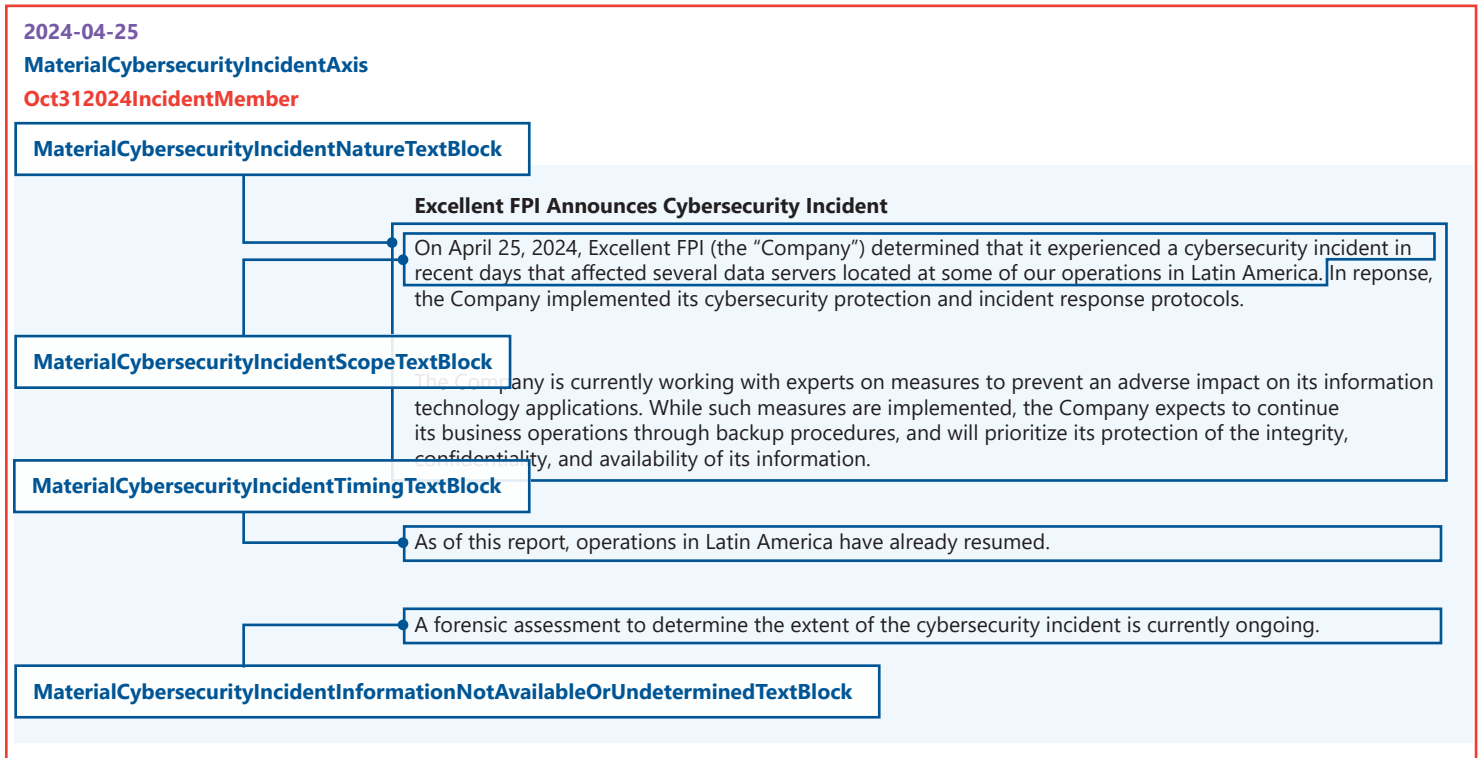 2024-04-25
MaterialCybersecurityIncidentAxis
Oct312024IncidentMember
MaterialCybersecurityIncidentNatureTextBlock
Excellent FPI Announces Cybersecurity Incident
On April 25, 2024, Excellent FPI (the “Company”) determined that it experienced a cybersecurity incident in
recent days that affected several data servers located at some of our operations in Latin America. In reponse,
the Company implemented its cybersecurity protection and incident response protocols.
MaterialCybersecurityIncidentScopeTextBlock
The Company is currently working with experts on measures to prevent an adverse impact on its information
technology applications. While such measures are implemented, the Company expects to continue
its business operations through backup procedures, and will prioritize its protection of the integrity,
confidentiality, and availability of its information.
MaterialCybersecurityIncidentTimingTextBlock
As of this report, operations in Latin America have already resumed.
A forensic assessment to determine the extent of the cybersecurity incident is currently ongoing.
MaterialCybersecurityIncidentInformationNotAvailableOrUndeterminedTextBlock